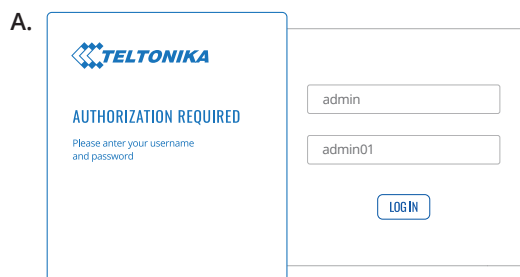 A.
TELTONIKA
AUTHORIZATION REQUIRED
Please anter your username
and password
admin
admin01
LOG IN